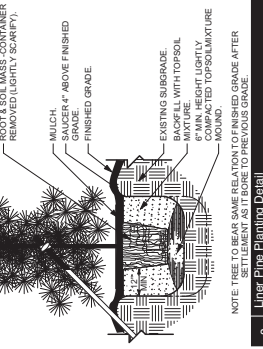 ROOT & SOIL MASS -CONTAINER
REMOVED (LIGHTLY SCARIFY).
MULCH.
SAUCER 4" ABOVE FINISHED
GRADE.
FINISHED GRADE.
EXISTING SUBGRADE.
BACKFILL WITH TOPSOIL
MIXTURE.
6" MIN. HEIGHT LIGHTLY
COMPACTED TOPSOIL MIXTURE
MOUND.
12"
MIN
NOTE: TREE TO BEAR SAME RELATION TO FINISHED GRADE AFTER
SETTLEMENT AS IT BORE TO PREVIOUS GRADE.
Liner Pine Planting Detail